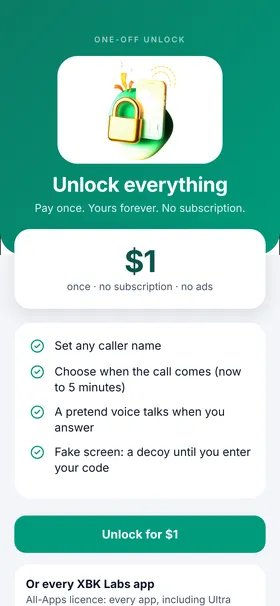 ONE-OFF UNLOCK
Unlock everything
Pay once. Yours forever. No subscription.
$1
once · no subscription · no ads
Set any caller name
Choose when the call comes (now
to 5 minutes)
A pretend voice talks when you
answer
Fake screen: a decoy until you enter
your code
Unlock for $1
Or every XBK Labs app
All-Apps licence: every app, including Ultra